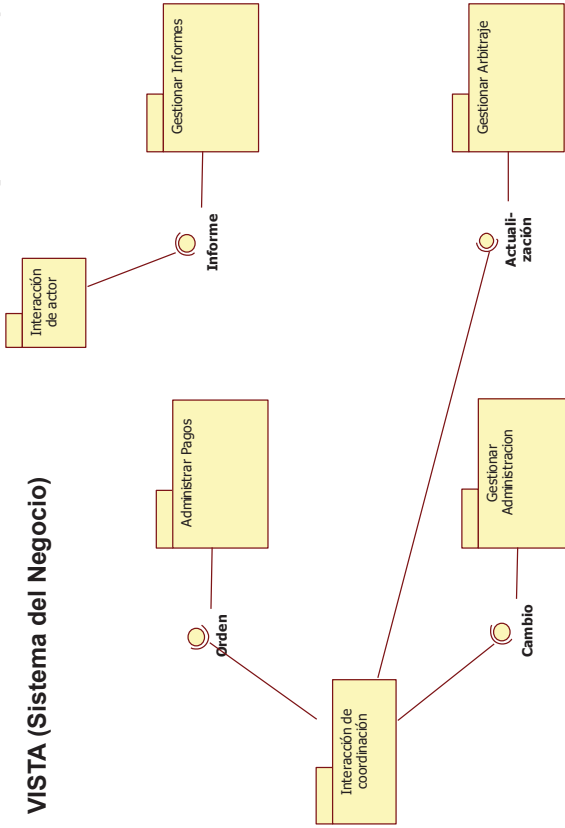 VISTA (Sistema del Negocio)
Interacción
de actor
Administrar Pagos
Gestionar Informes
Orden
Informe
Interacción de
coordinación
Gestionar
Administracion
Gestionar Arbitraje
Cambio
Actuali-
zación